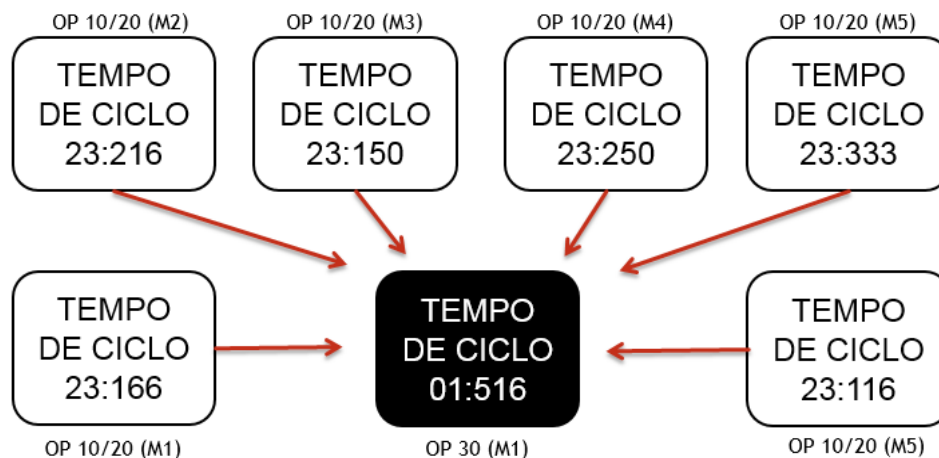 OP 10/20 (M2)
TEMPO
DE CICLO
23:216
OP 10/20 (M3)
TEMPO
DE CICLO
23:150
OP 10/20 (M4)
TEMPO
DE CICLO
23:250
OP 10/20 (M5)
TEMPO
DE CICLO
23:333
TEMPO
DE CICLO
23:166
OP 10/20 (M1)
TEMPO
DE CICLO
01:516
OP 30 (M1)
TEMPO
DE CICLO
23:116
OP 10/20 (M5)